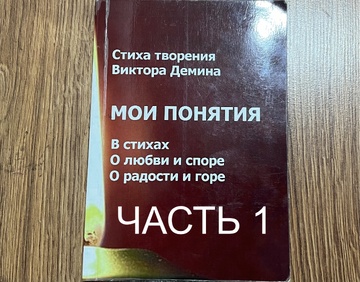 Стиха творения
Виктора Демина
МОИ ПОНЯТИЯ
В стихах
О любви и споре
О радости и горе
ЧАСТЬ 1